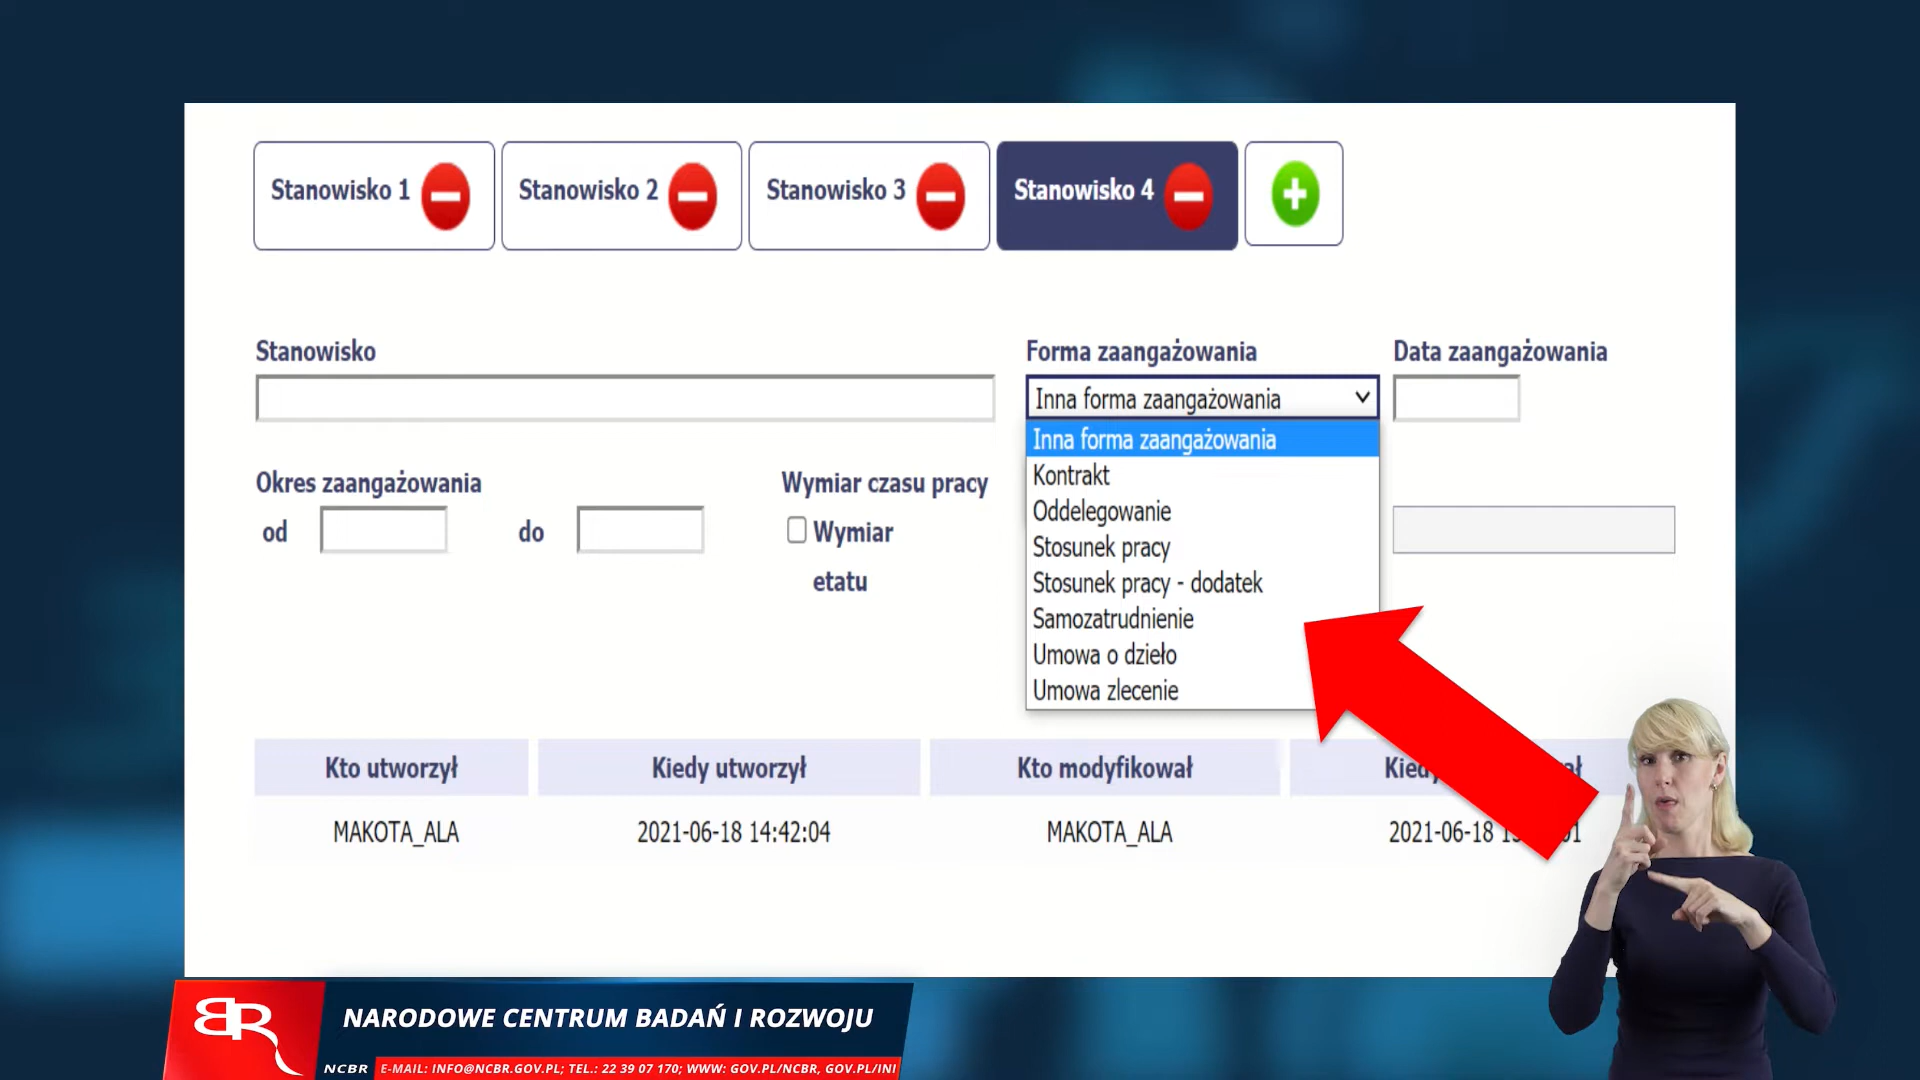 Stanowisko 1
Stanowisko 2
Stanowisko 3
Stanowisko 4
Stanowisko
Forma zaangażowania
Data zaangażowania
Inna forma zaangażowania
Inna forma zaangażowania
Kontrakt
Oddelegowanie
Stosunek pracy
Stosunek pracy - dodatek
Samozatrudnienie
Umowa o dzieło
Umowa zlecenie
Okres zaangażowania
od
do
Wymiar czasu pracy
Wymiar
etatu
Kto utworzył
Kiedy utworzył
Kto modyfikował
MAKOTA_ALA
2021-06-18 14:42:04
MAKOTA_ALA
2021-06-18
BR
NARODOWE CENTRUM BADAŃ I ROZWOJU
NCBR
E-MAIL: INFO@NCBR.GOV.PL; TEL.: 22 39 07 170; WWW: GOV.PL/NCBR, GOV.PL/INI